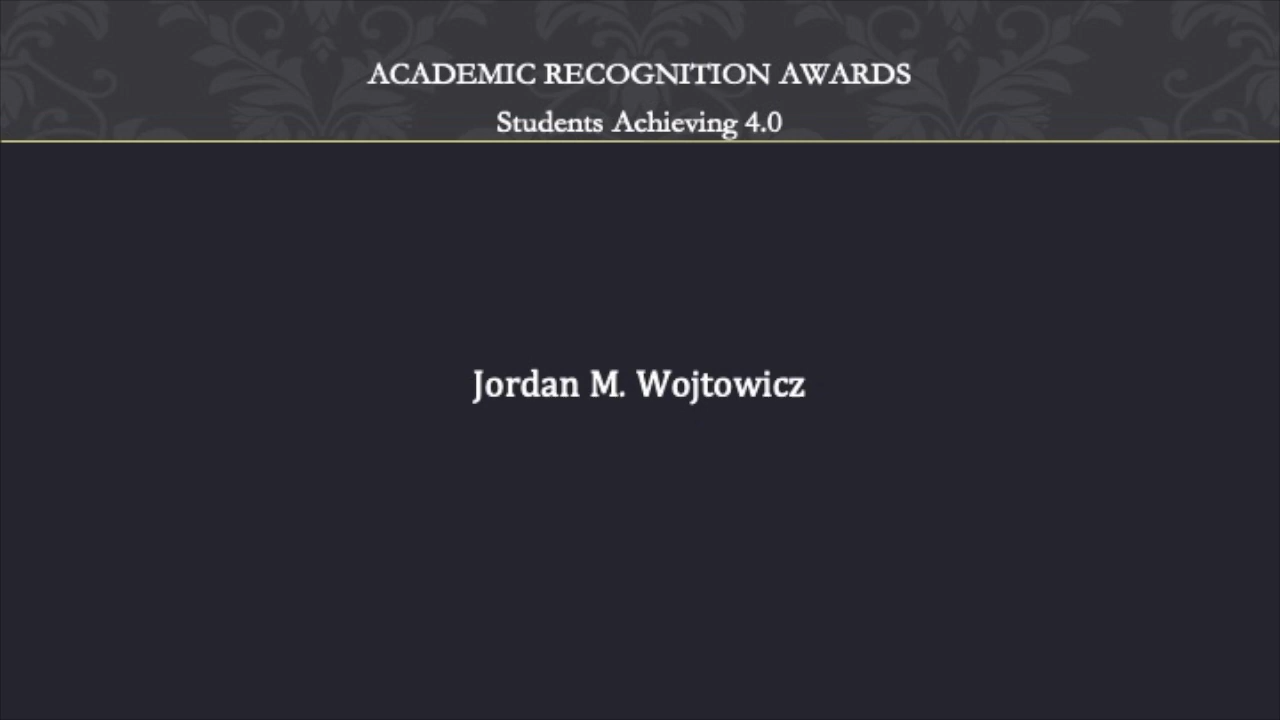 ACADEMIC RECOGNITION AWARDS
Students Achieving 4.0
Jordan M. Wojtowicz